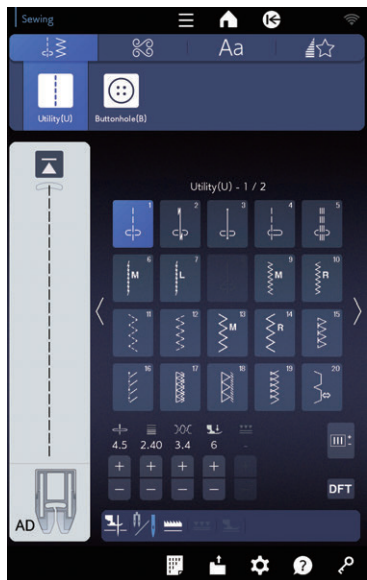 Sewing
Aa
Utility(U) Buttonhole(B)
Utility(U) - 1 / 2
1 2 3 4 5
6 M 7 L 9 M 10 R
11 12 13 M 14 R 15
16 17 18 19 20
4.5 2.40 3.4 6 -
+ + + +
− − − −
DFT
AD
?